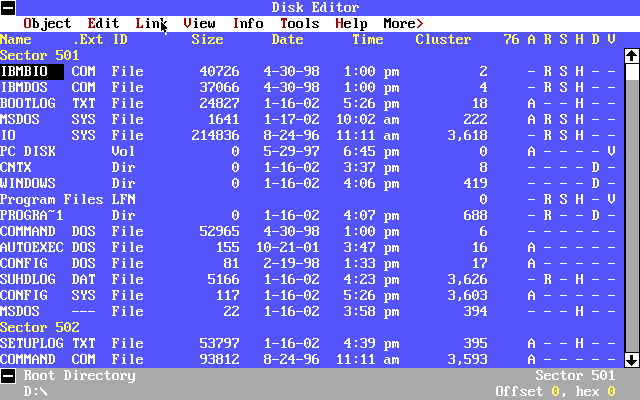 Disk Editor
Object Edit Link View Info Tools Help More>
Name .Ext ID Size Date Time Cluster 76 A R S H D V
Sector 501
IBMBIO COM File 40726 4-30-98 1:00 pm 2 - R S H - -
IBMDOS COM File 37066 4-30-98 1:00 pm 4 - R S H - -
BOOTLOG TXT File 24827 1-16-02 5:26 pm 18 A - - H - -
MSDOS SYS File 1641 1-17-02 10:02 am 222 A R S H - -
IO SYS File 214836 8-24-96 11:11 am 3,618 - R S H - -
PC DISK Vol 0 5-29-97 6:45 pm 0 A - - - - V
CNTX Dir 0 1-16-02 3:37 pm 8 - - - - D -
WINDOWS Dir 0 1-16-02 4:06 pm 419 - - - - D -
Program Files LFN 0 - R S H - V
PROGRA~1 Dir 0 1-16-02 4:07 pm 688 - R - - D -
COMMAND DOS File 52965 4-30-98 1:00 pm 6 - - - - - -
AUTOEXEC DOS File 155 10-21-01 3:47 pm 16 A - - - - -
CONFIG DOS File 81 2-19-98 1:33 pm 17 A - - - - -
SUHDLOG DAT File 5166 1-16-02 4:23 pm 3,626 - R - H - -
CONFIG SYS File 117 1-16-02 5:26 pm 3,603 A - - - - -
MSDOS --- File 22 1-16-02 3:58 pm 394 - - - H - -
Sector 502
SETUPLOG TXT File 53797 1-16-02 4:39 pm 395 A - - H - -
COMMAND COM File 93812 8-24-96 11:11 am 3,593 A - - - - -
Root Directory Sector 501
D:\ Offset 0, hex 0